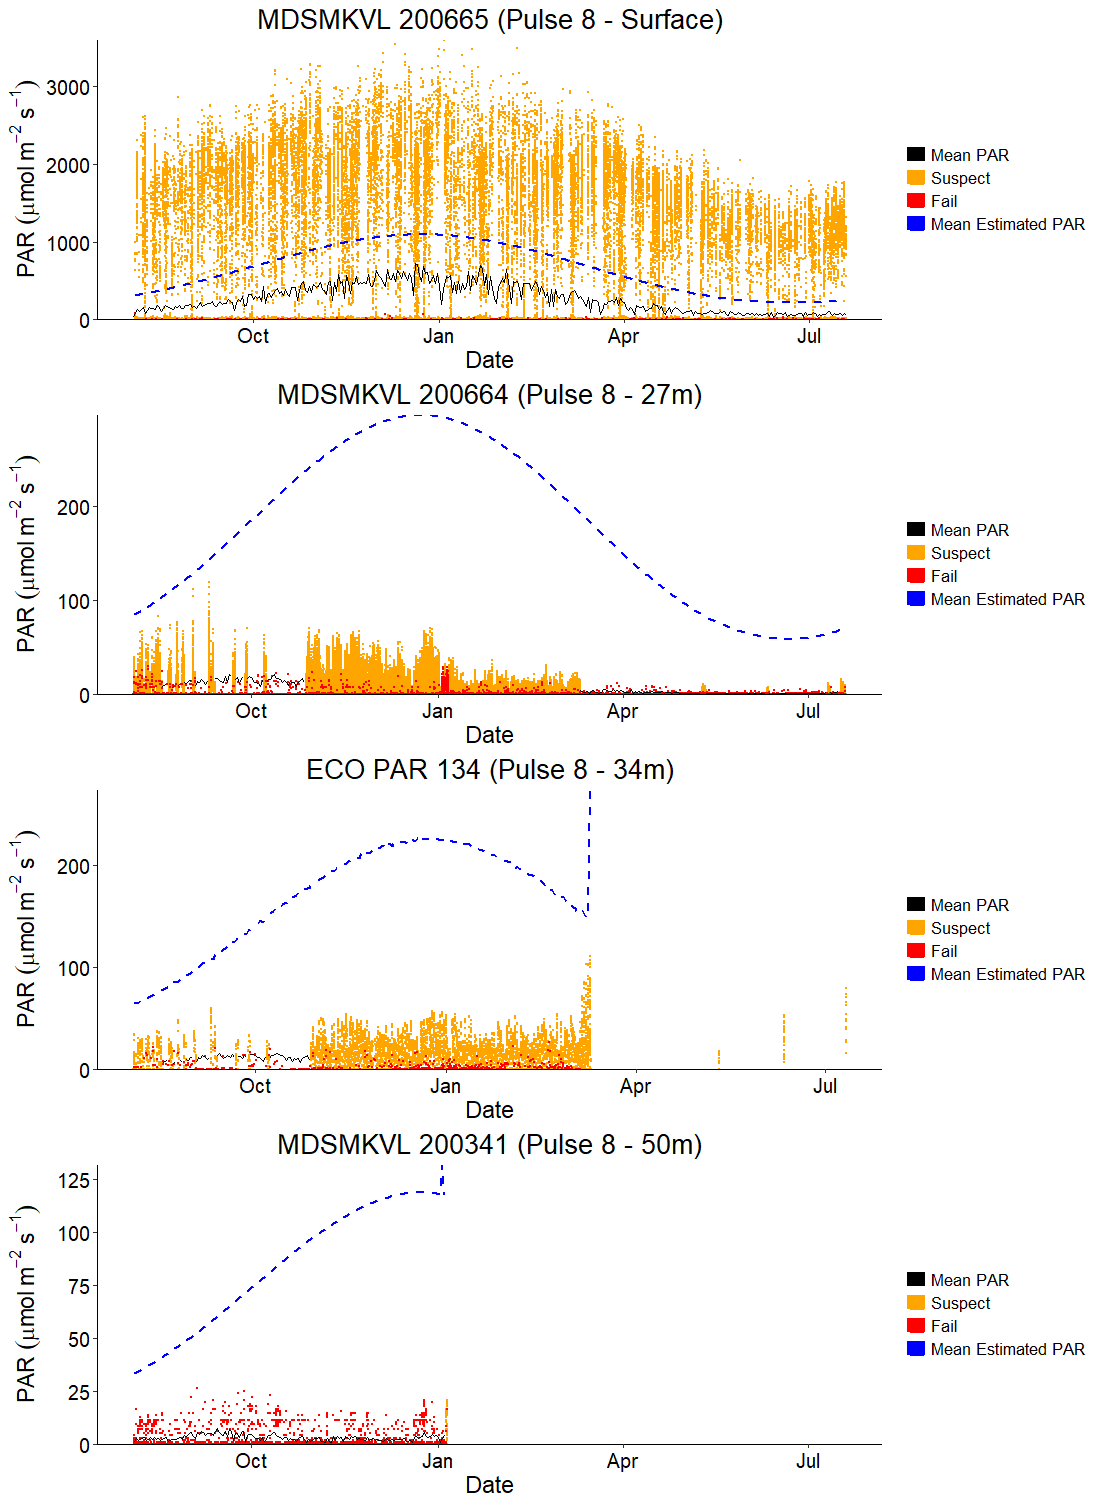 MDSMKVL 200665 (Pulse 8 - Surface)
PAR (μmol m−2 s−1)
3000
2000
1000
0
Oct Jan Apr Jul
Date
Mean PAR
Suspect
Fail
Mean Estimated PAR
MDSMKVL 200664 (Pulse 8 - 27m)
PAR (μmol m−2 s−1)
200
100
0
Oct Jan Apr Jul
Date
Mean PAR
Suspect
Fail
Mean Estimated PAR
ECO PAR 134 (Pulse 8 - 34m)
PAR (μmol m−2 s−1)
200
100
0
Oct Jan Apr Jul
Date
Mean PAR
Suspect
Fail
Mean Estimated PAR
MDSMKVL 200341 (Pulse 8 - 50m)
PAR (μmol m−2 s−1)
125
100
75
50
25
0
Oct Jan Apr Jul
Date
Mean PAR
Suspect
Fail
Mean Estimated PAR